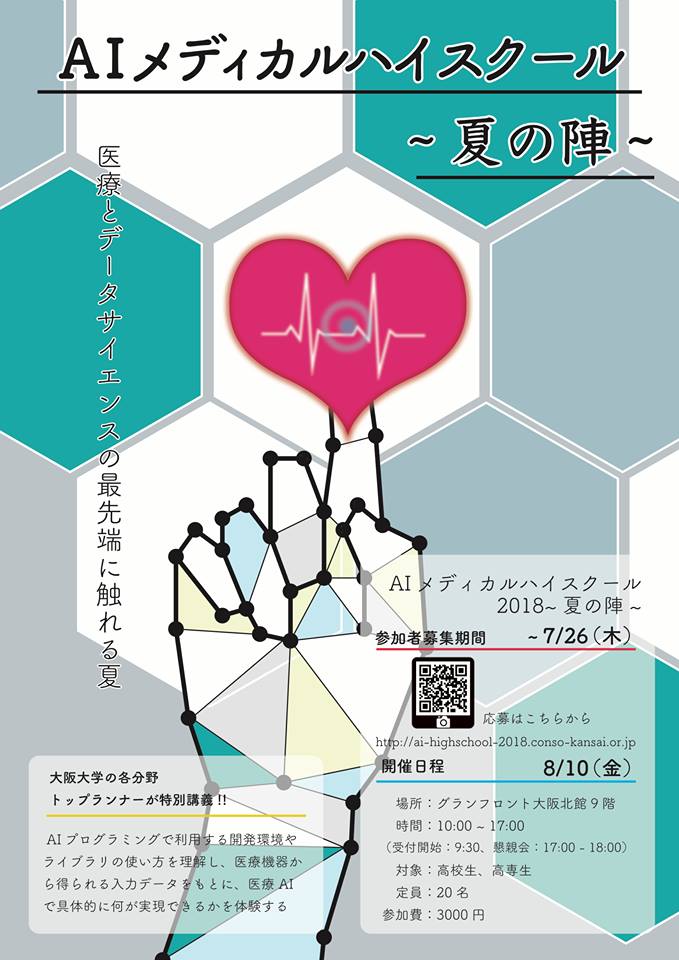 AIメディカルハイスクール
~ 夏の陣 ~
医療とデータサイエンスの最先端に触れる夏
AIメディカルハイスクール
2018~ 夏の陣 ~
参加者募集期間 ~ 7/26（木）
応募はこちらから
http://ai-highschool-2018.conso-kansai.or.jp
開催日程 8/10（金）
場所：グランフロント大阪北館9階
時間：10:00 ~ 17:00
（受付開始：9:30、懇親会：17:00 - 18:00）
対象：高校生、高専生
定員：20名
参加費：3000円
大阪大学の各分野
トップランナーが特別講義!!
AIプログラミングで利用する開発環境や
ライブラリの使い方を理解し、医療機器か
ら得られる入力データをもとに、医療AI
で具体的に何が実現できるかを体験する